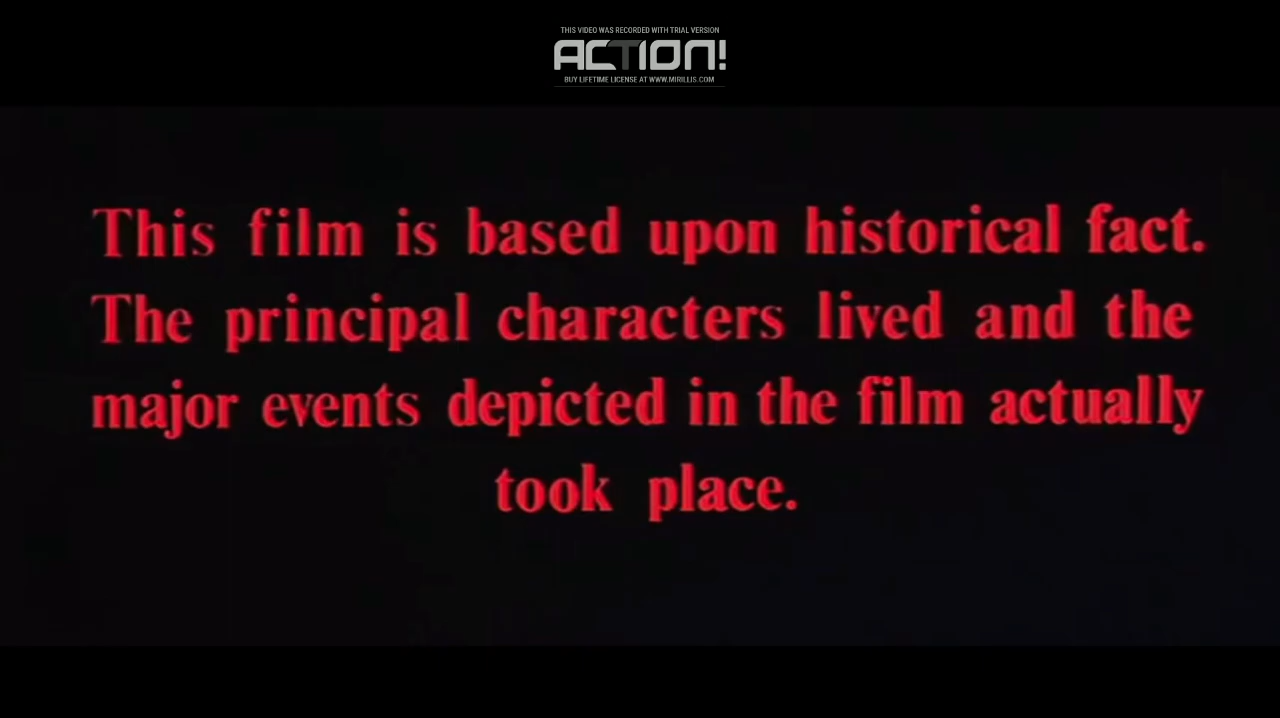 THIS VIDEO WAS RECORDED WITH TRIAL VERSION
ACTION!
BUY LIFETIME LICENSE AT WWW.MIRILLIS.COM
This film is based upon historical fact.
The principal characters lived and the
major events depicted in the film actually
took place.